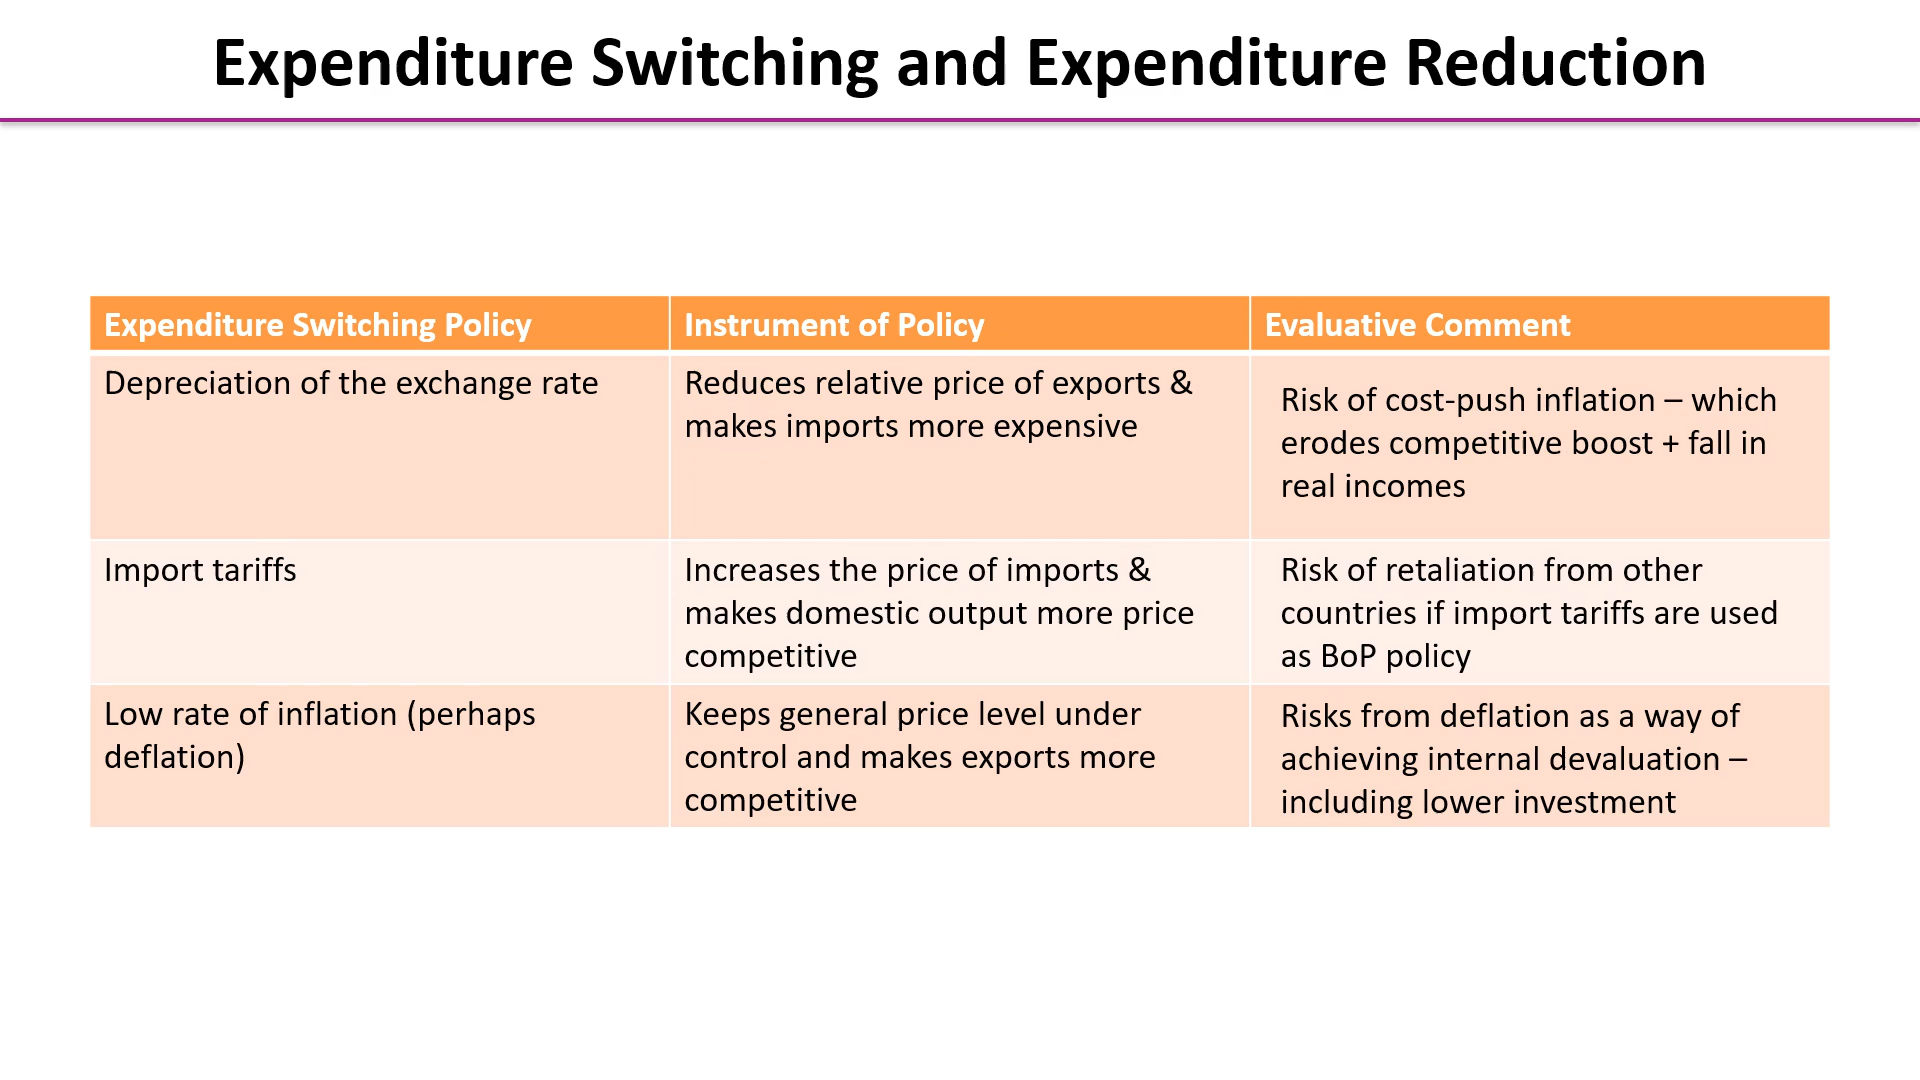 Expenditure Switching and Expenditure Reduction
Expenditure Switching Policy
Instrument of Policy
Evaluative Comment
Depreciation of the exchange rate
Reduces relative price of exports &
makes imports more expensive
Risk of cost-push inflation – which
erodes competitive boost + fall in
real incomes
Import tariffs
Increases the price of imports &
makes domestic output more price
competitive
Risk of retaliation from other
countries if import tariffs are used
as BoP policy
Low rate of inflation (perhaps
deflation)
Keeps general price level under
control and makes exports more
competitive
Risks from deflation as a way of
achieving internal devaluation –
including lower investment